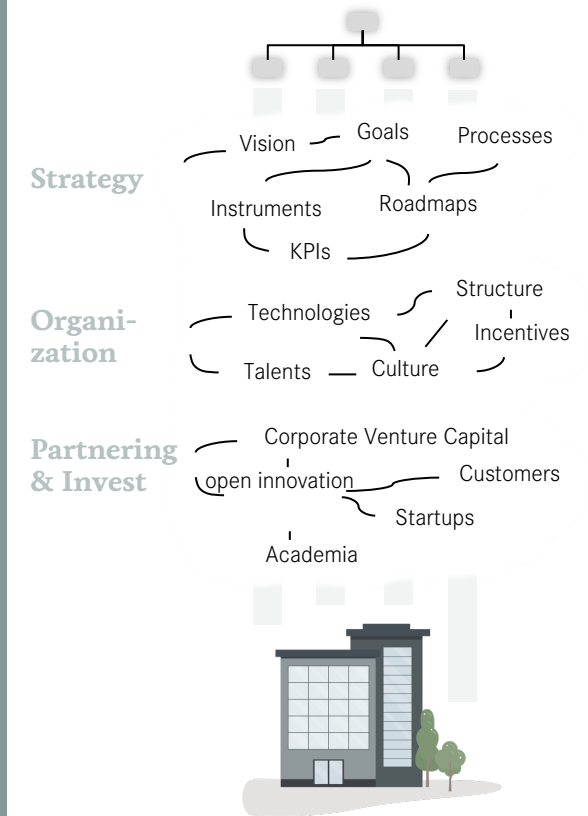 Vision Goals Processes
Strategy
Instruments Roadmaps
KPIs
Structure
Technologies
Organi-
Incentives
zation
Talents Culture
Corporate Venture Capital
Partnering
& Invest
open innovation Customers
Startups
Academia